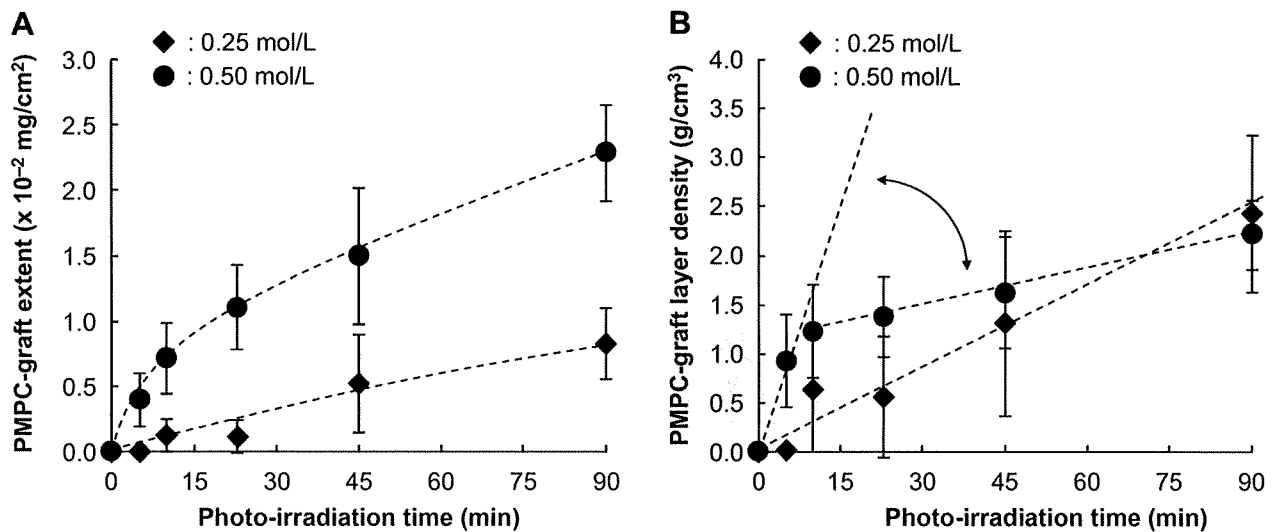 A
◆ : 0.25 mol/L
● : 0.50 mol/L
PMPC-graft extent (x 10⁻² mg/cm²)
3.0
2.5
2.0
1.5
1.0
0.5
0.0
0 15 30 45 60 75 90
Photo-irradiation time (min)
B
◆ : 0.25 mol/L
● : 0.50 mol/L
PMPC-graft layer density (g/cm³)
4.0
3.5
3.0
2.5
2.0
1.5
1.0
0.5
0.0
0 15 30 45 60 75 90
Photo-irradiation time (min)